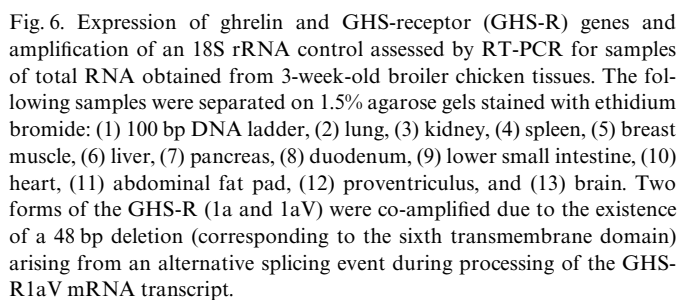 Fig. 6. Expression of ghrelin and GHS-receptor (GHS-R) genes and
amplification of an 18S rRNA control assessed by RT-PCR for samples
of total RNA obtained from 3-week-old broiler chicken tissues. The fol-
lowing samples were separated on 1.5% agarose gels stained with ethidium
bromide: (1) 100 bp DNA ladder, (2) lung, (3) kidney, (4) spleen, (5) breast
muscle, (6) liver, (7) pancreas, (8) duodenum, (9) lower small intestine, (10)
heart, (11) abdominal fat pad, (12) proventriculus, and (13) brain. Two
forms of the GHS-R (1a and 1aV) were co-amplified due to the existence
of a 48 bp deletion (corresponding to the sixth transmembrane domain)
arising from an alternative splicing event during processing of the GHS-
R1aV mRNA transcript.